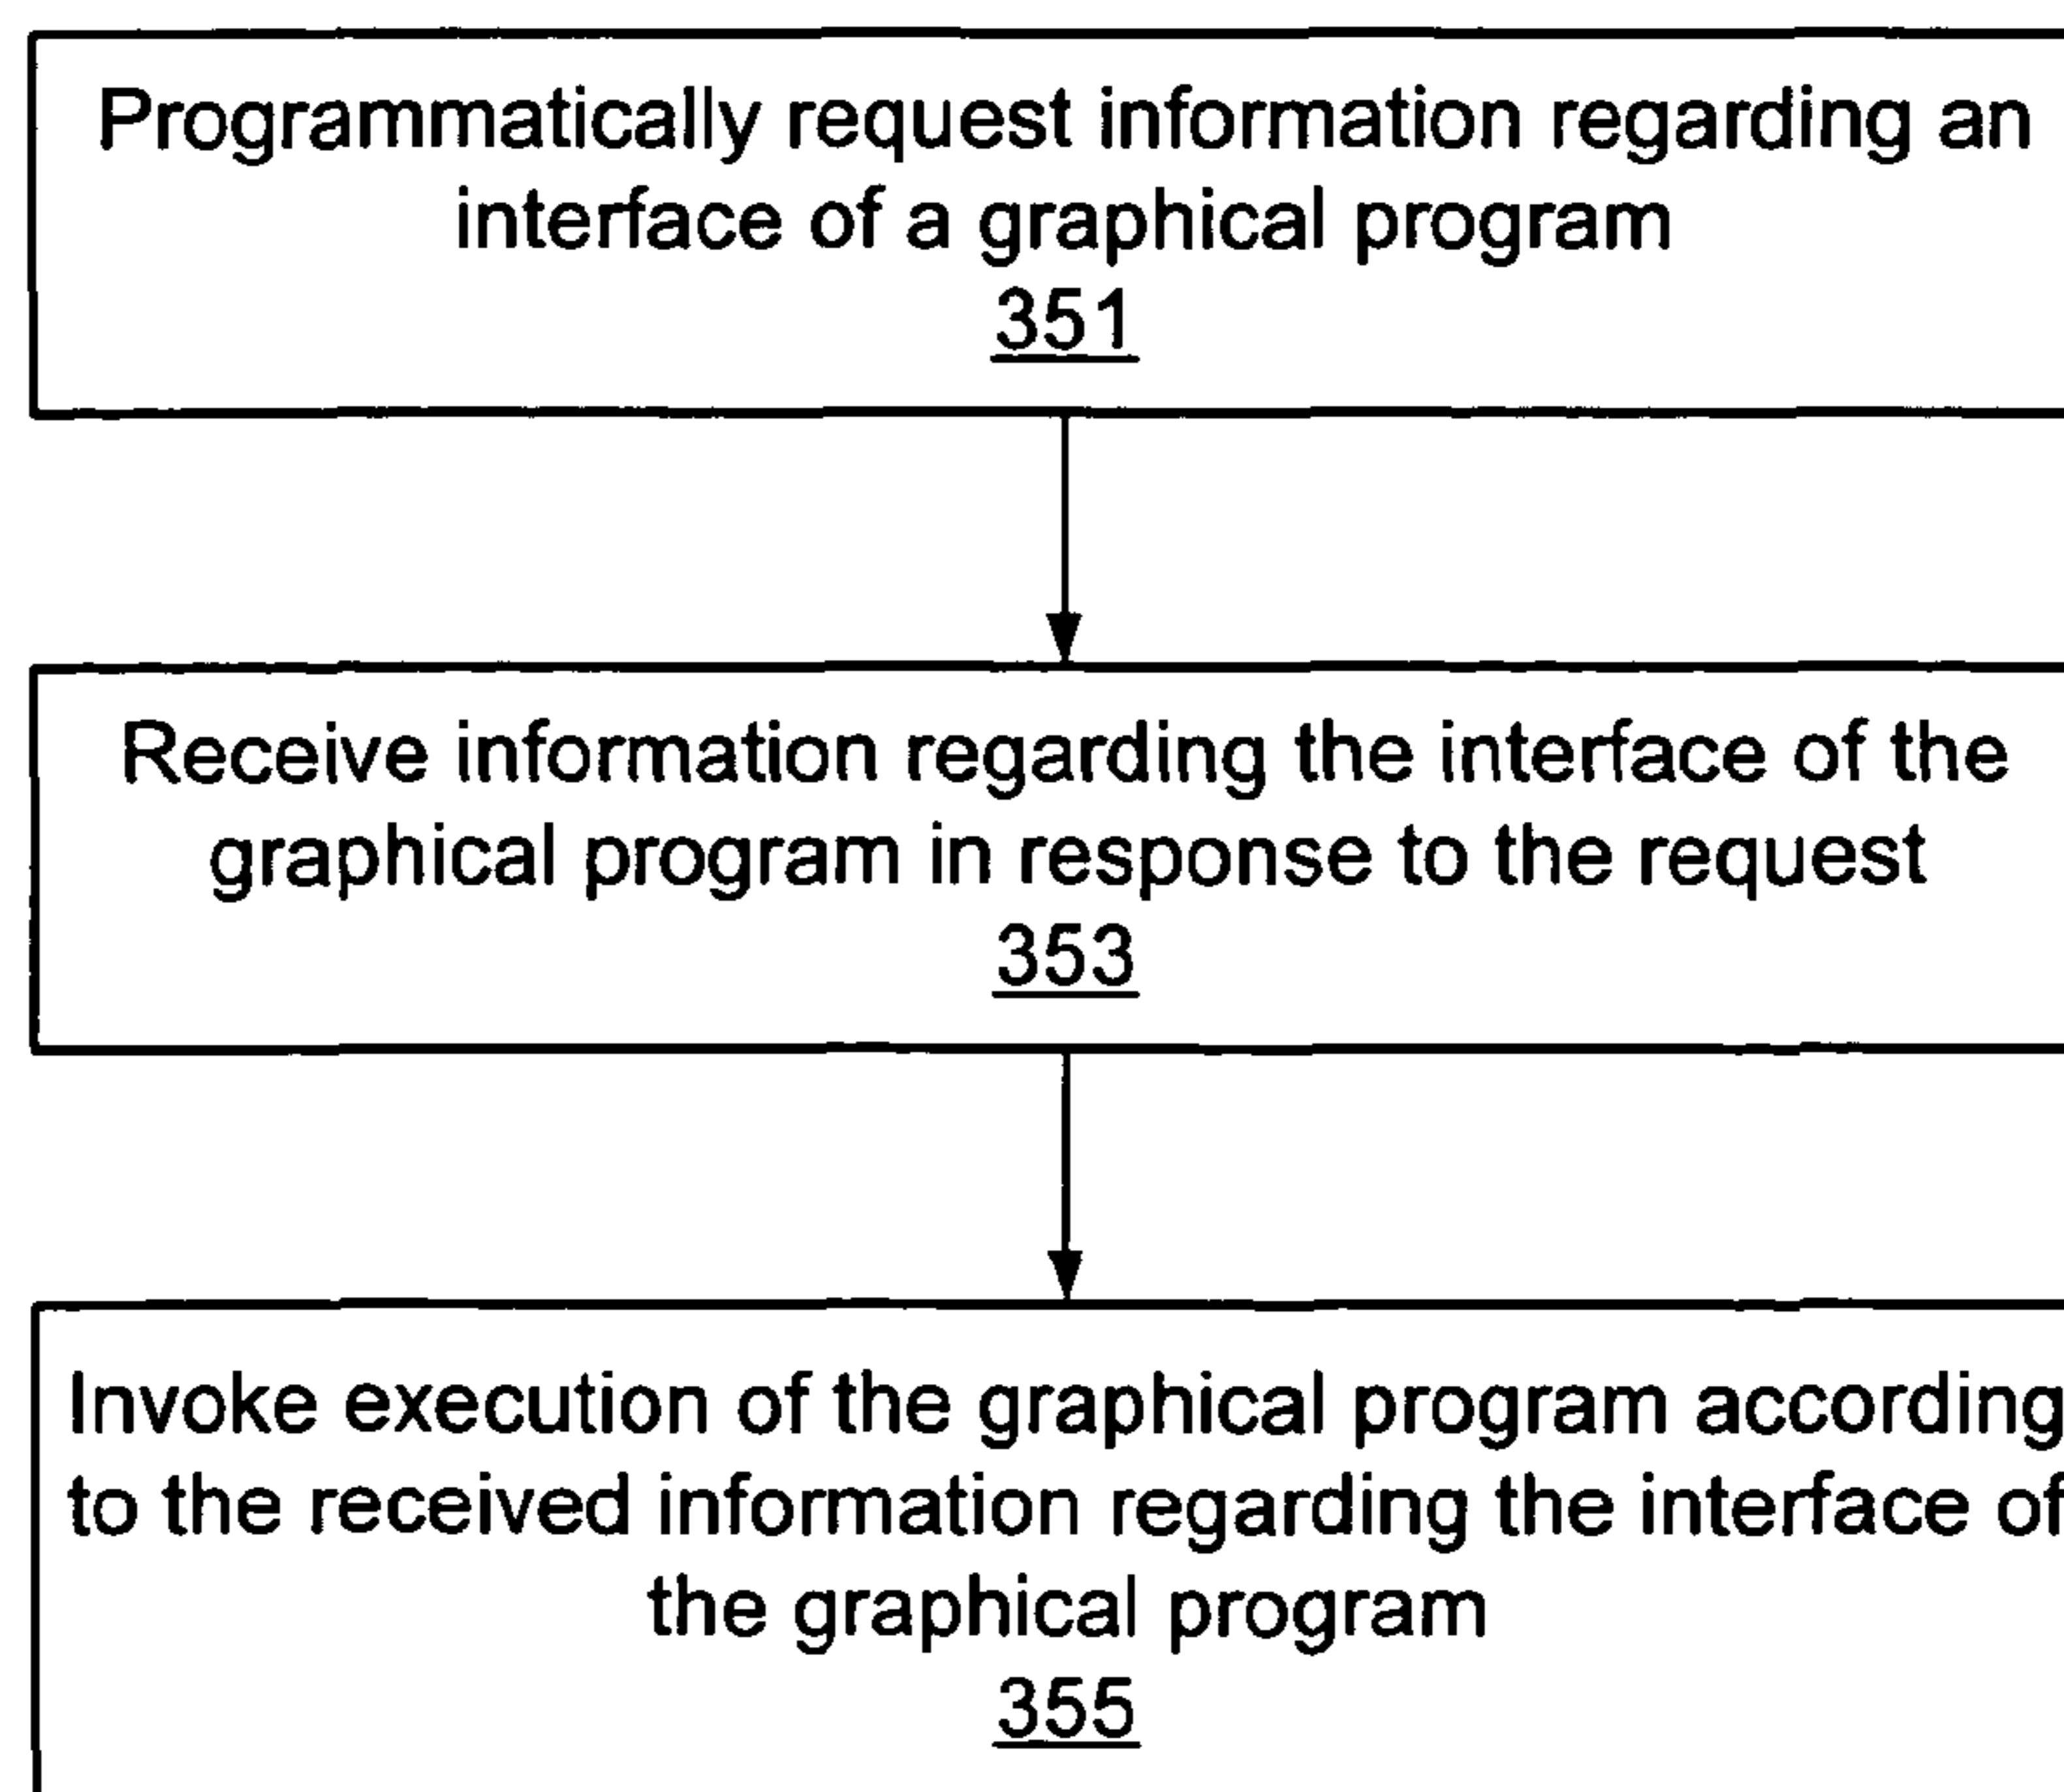 Programmatically request information regarding an
interface of a graphical program
351
Receive information regarding the interface of the
graphical program in response to the request
353
Invoke execution of the graphical program according
to the received information regarding the interface of
the graphical program
355